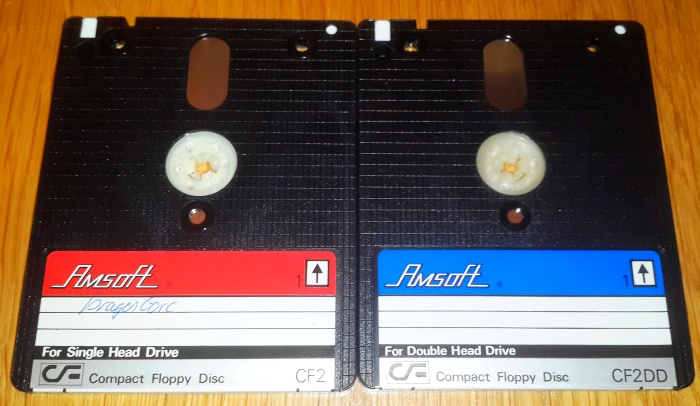 Amsoft
1
DragonTorc
For Single Head Drive
CF Compact Floppy Disc CF2
Amsoft
1
For Double Head Drive
CF Compact Floppy Disc CF2DD